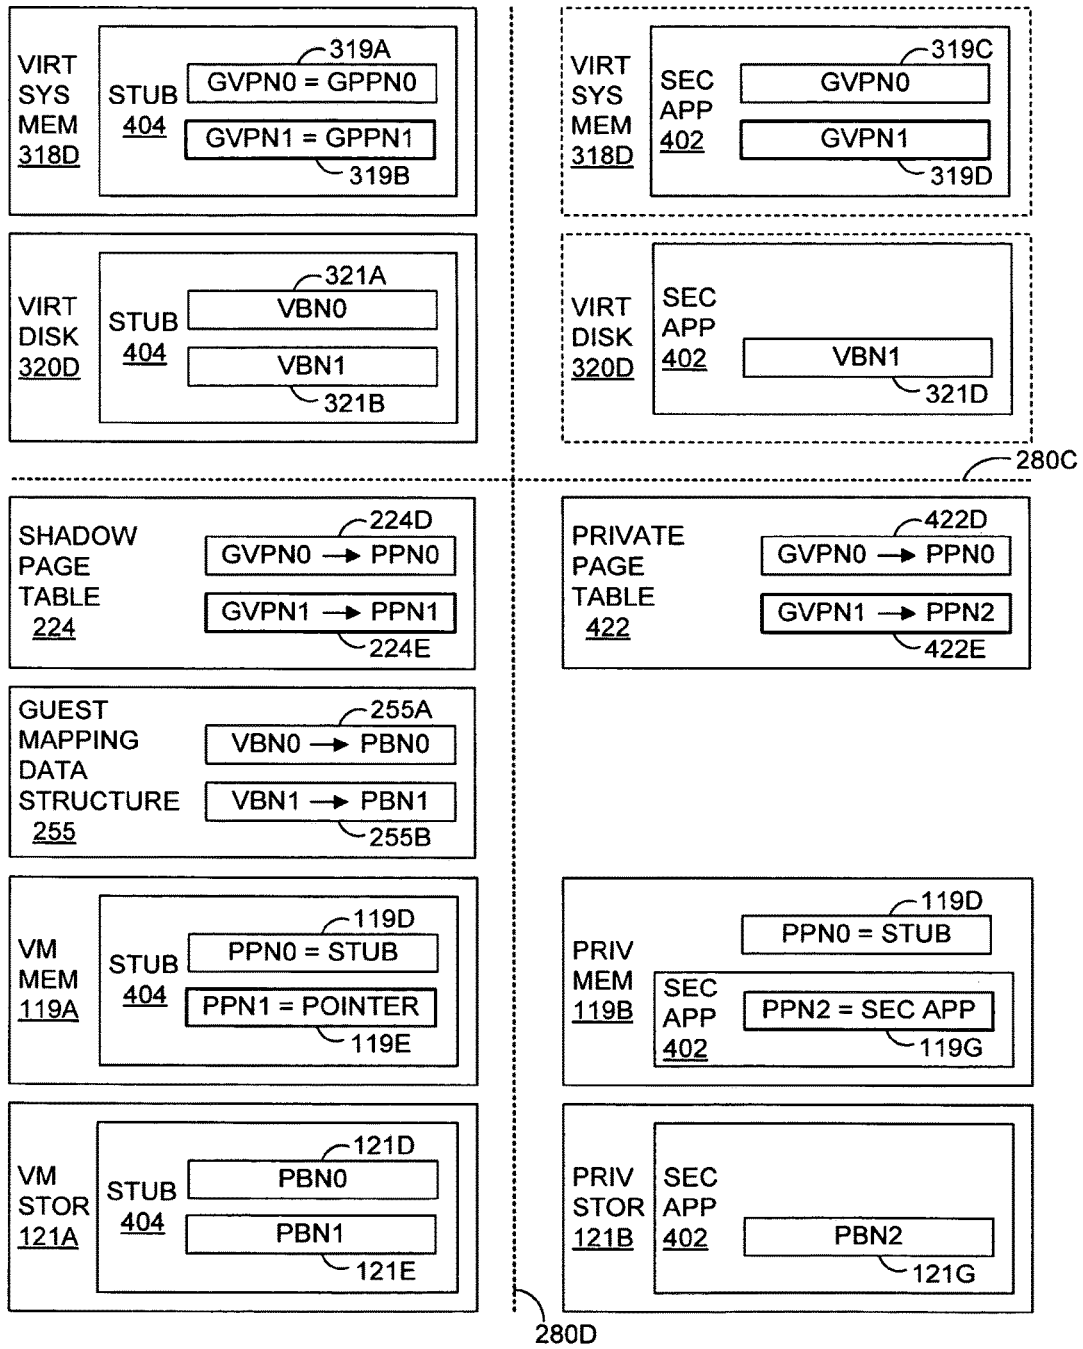 VIRT
SYS
MEM
318D
STUB
404
319A
GVPN0 = GPPN0
GVPN1 = GPPN1
319B
VIRT
SYS
MEM
318D
SEC
APP
402
319C
GVPN0
GVPN1
319D
VIRT
DISK
320D
STUB
404
321A
VBN0
VBN1
321B
VIRT
DISK
320D
SEC
APP
402
VBN1
321D
280C
SHADOW
PAGE
TABLE
224
224D
GVPN0 → PPN0
GVPN1 → PPN1
224E
PRIVATE
PAGE
TABLE
422
422D
GVPN0 → PPN0
GVPN1 → PPN2
422E
GUEST
MAPPING
DATA
STRUCTURE
255
255A
VBN0 → PBN0
VBN1 → PBN1
255B
VM
MEM
119A
STUB
404
119D
PPN0 = STUB
PPN1 = POINTER
119E
PRIV
MEM
119B
119D
PPN0 = STUB
SEC
APP
402
PPN2 = SEC APP
119G
VM
STOR
121A
STUB
404
121D
PBN0
PBN1
121E
PRIV
STOR
121B
SEC
APP
402
PBN2
121G
280D